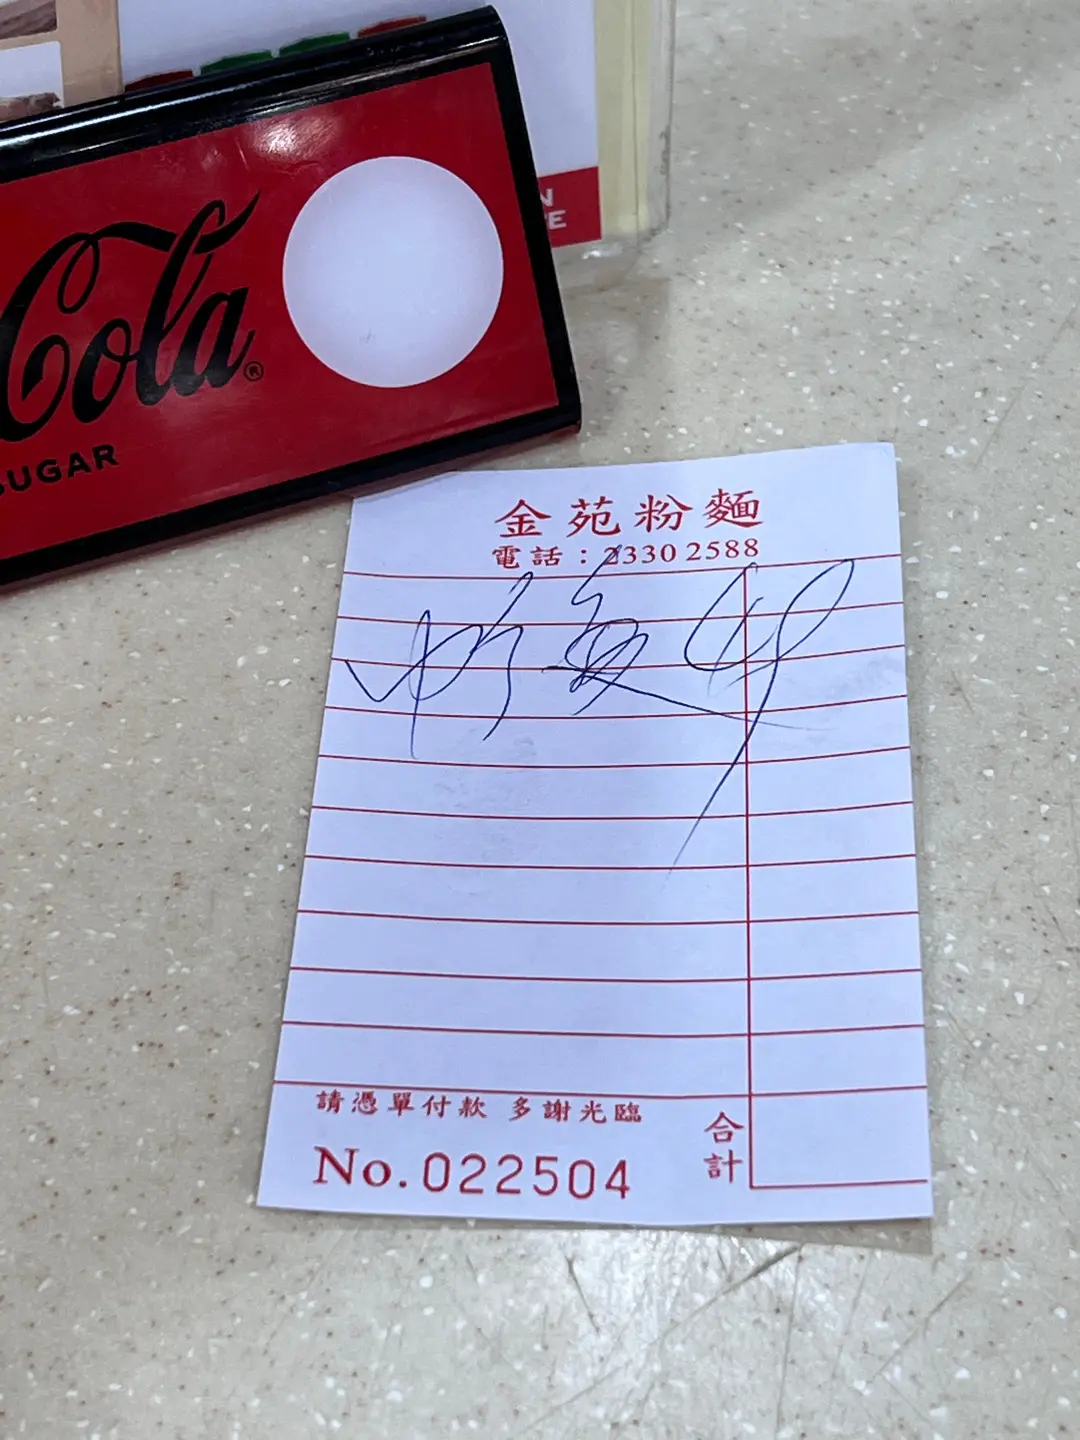 Cola®
SUGAR
N
E
金苑粉麵
電話：2330 2588
請憑單付款 多謝光臨
合計
No. 022504